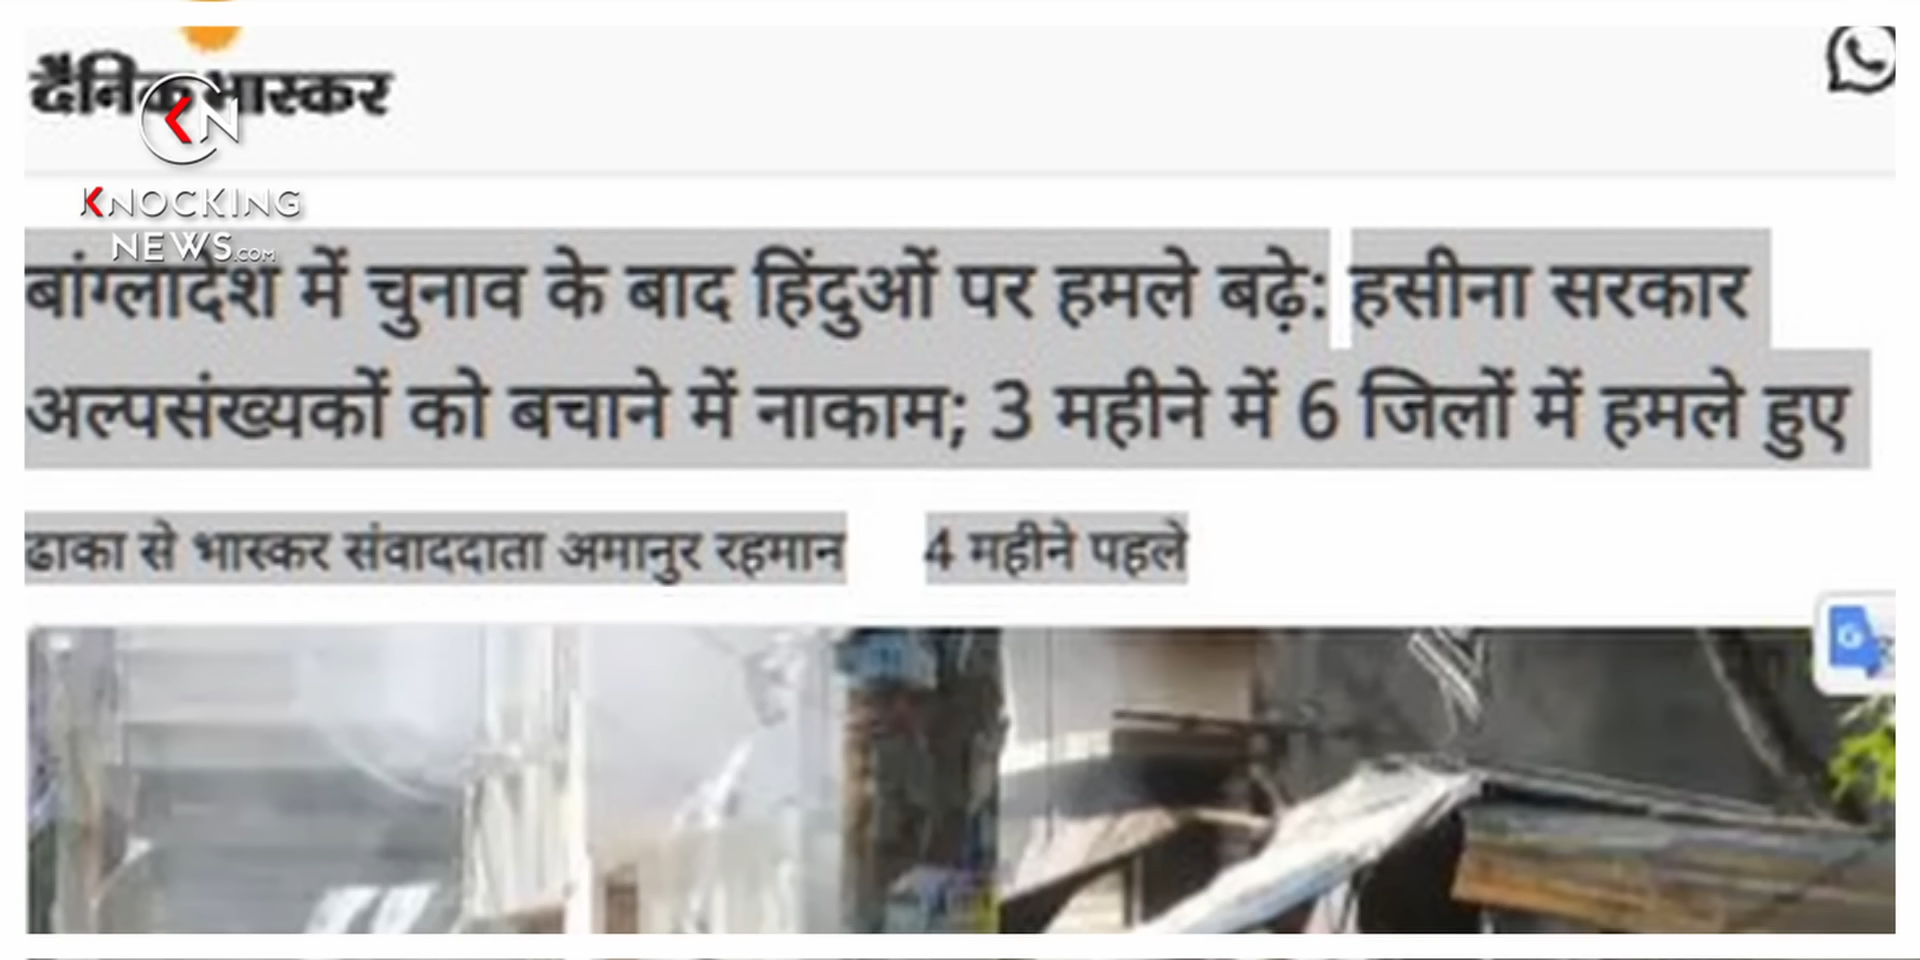 दैनिक भास्कर
KN
KNOCKING
NEWS.COM
बांग्लादेश में चुनाव के बाद हिंदुओं पर हमले बढ़े: हसीना सरकार
अल्पसंख्यकों को बचाने में नाकाम; 3 महीने में 6 जिलों में हमले हुए
ढाका से भास्कर संवाददाता अमानुर रहमान 4 महीने पहले
G